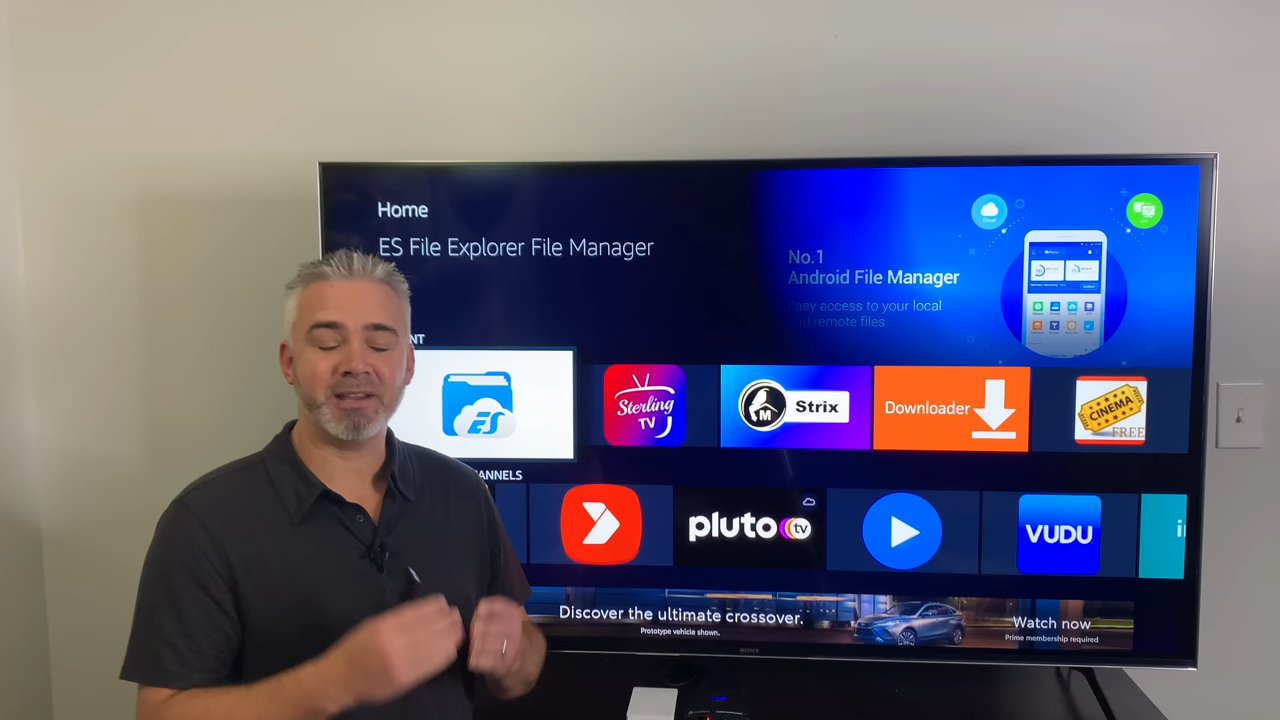 Home
ES File Explorer File Manager
No.1
Android File Manager
Easy access to your local
and remote files
NT
ES
Sterling
TV
M
Strix
Downloader
CINEMA
FREE
ANNELS
pluto tv
VUDU
Discover the ultimate crossover.
Prototype vehicle shown.
Watch now
Prime membership required
SONY